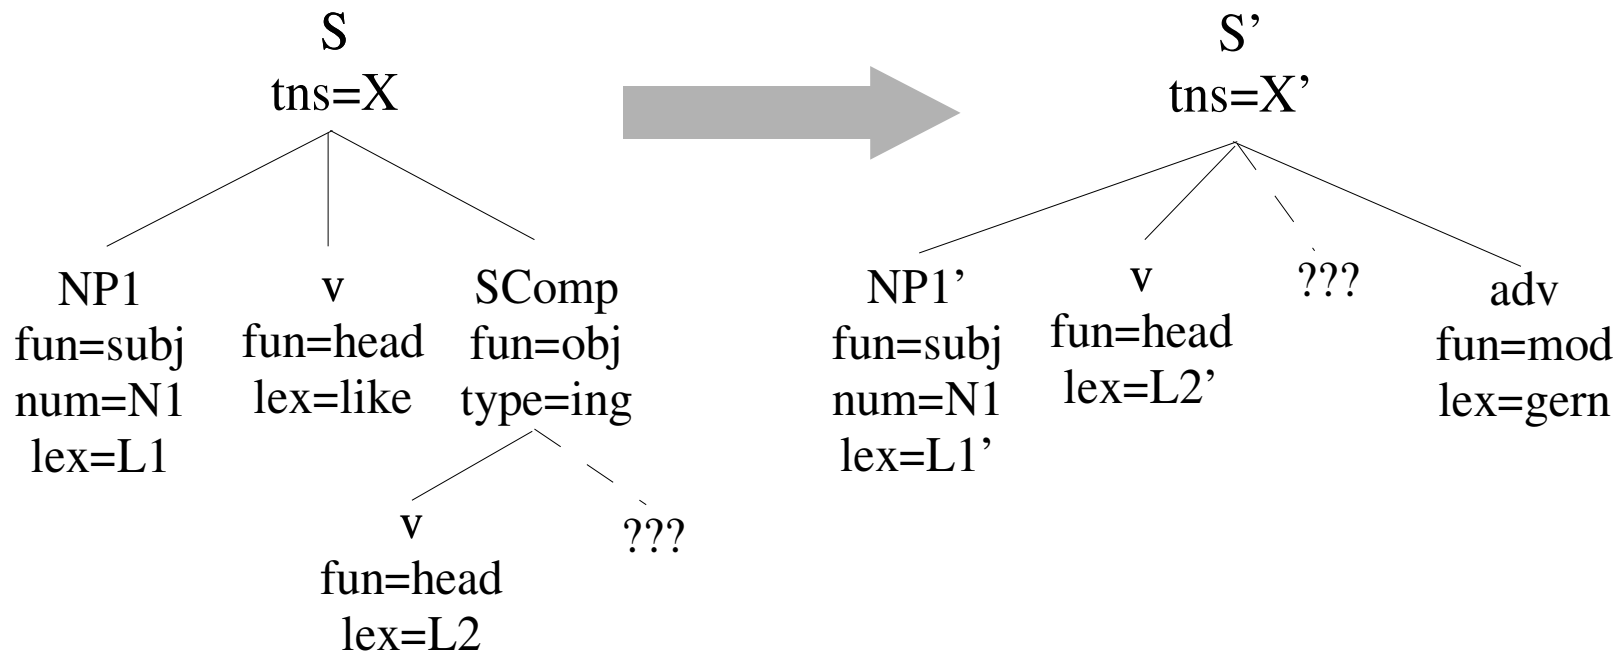 S
tns=X
NP1
fun=subj
num=N1
lex=L1
v
fun=head
lex=like
SComp
fun=obj
type=ing
v
fun=head
lex=L2
???
S’
tns=X’
NP1’
fun=subj
num=N1
lex=L1’
v
fun=head
lex=L2’
???
adv
fun=mod
lex=gern